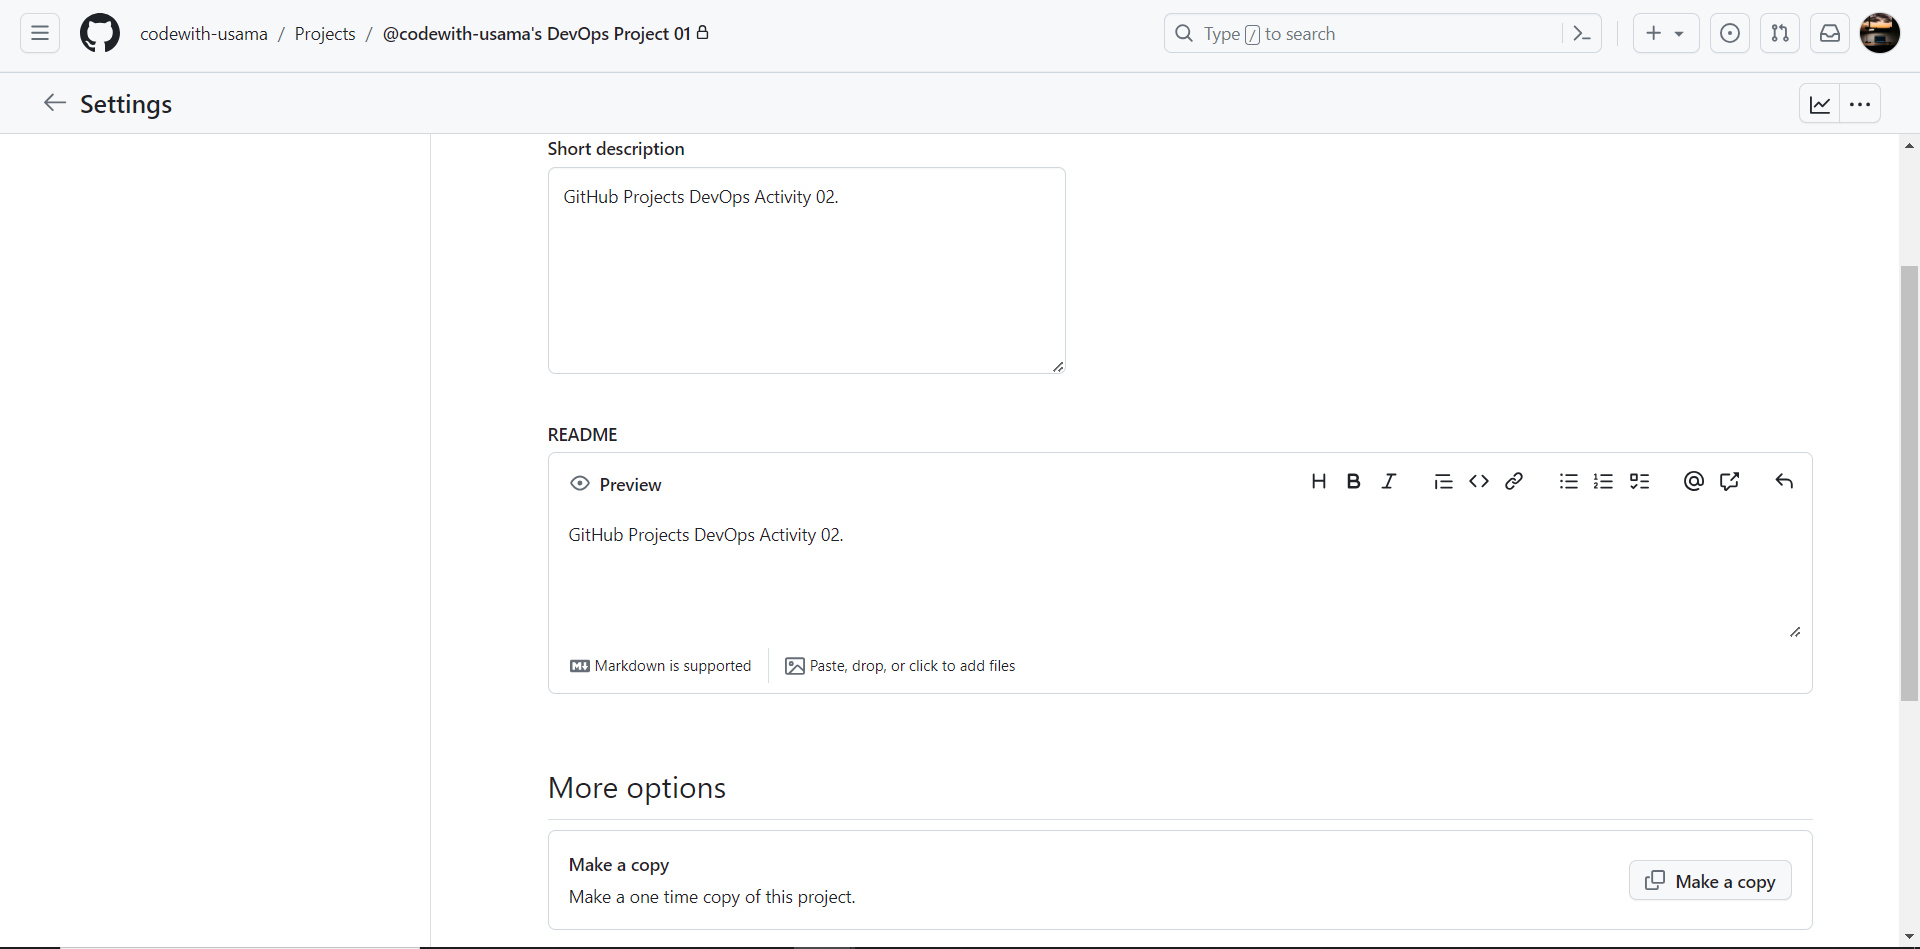 codewith-usama / Projects / @codewith-usama's DevOps Project 01
Type / to search
Settings
Short description
GitHub Projects DevOps Activity 02.
README
Preview
GitHub Projects DevOps Activity 02.
Markdown is supported
Paste, drop, or click to add files
More options
Make a copy
Make a one time copy of this project.
Make a copy